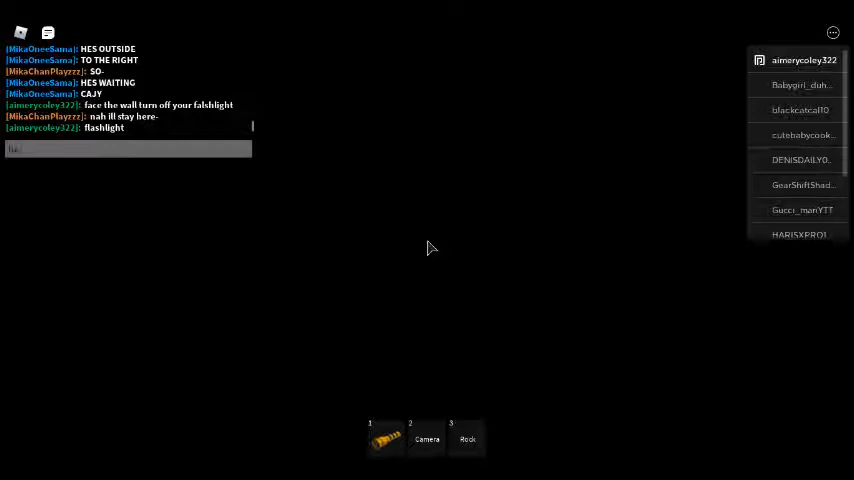 [MikaOneeSama]: HES OUTSIDE
[MikaOneeSama]: TO THE RIGHT
[MikaChanPlayzzz]: SO-
[MikaOneeSama]: HES WAITING
[MikaOneeSama]: CAJY
[aimerycoley322]: face the wall turn off your falshlight
[MikaChanPlayzzz]: nah ill stay here-
[aimerycoley322]: flashlight
aimerycoley322
Babygirl_duh...
blackcatcal10
cutebabycook...
DENISDAILY0..
GearShiftShad...
Gucci_manYTT
HARISXPRO1
1
2
3
Camera
Rock